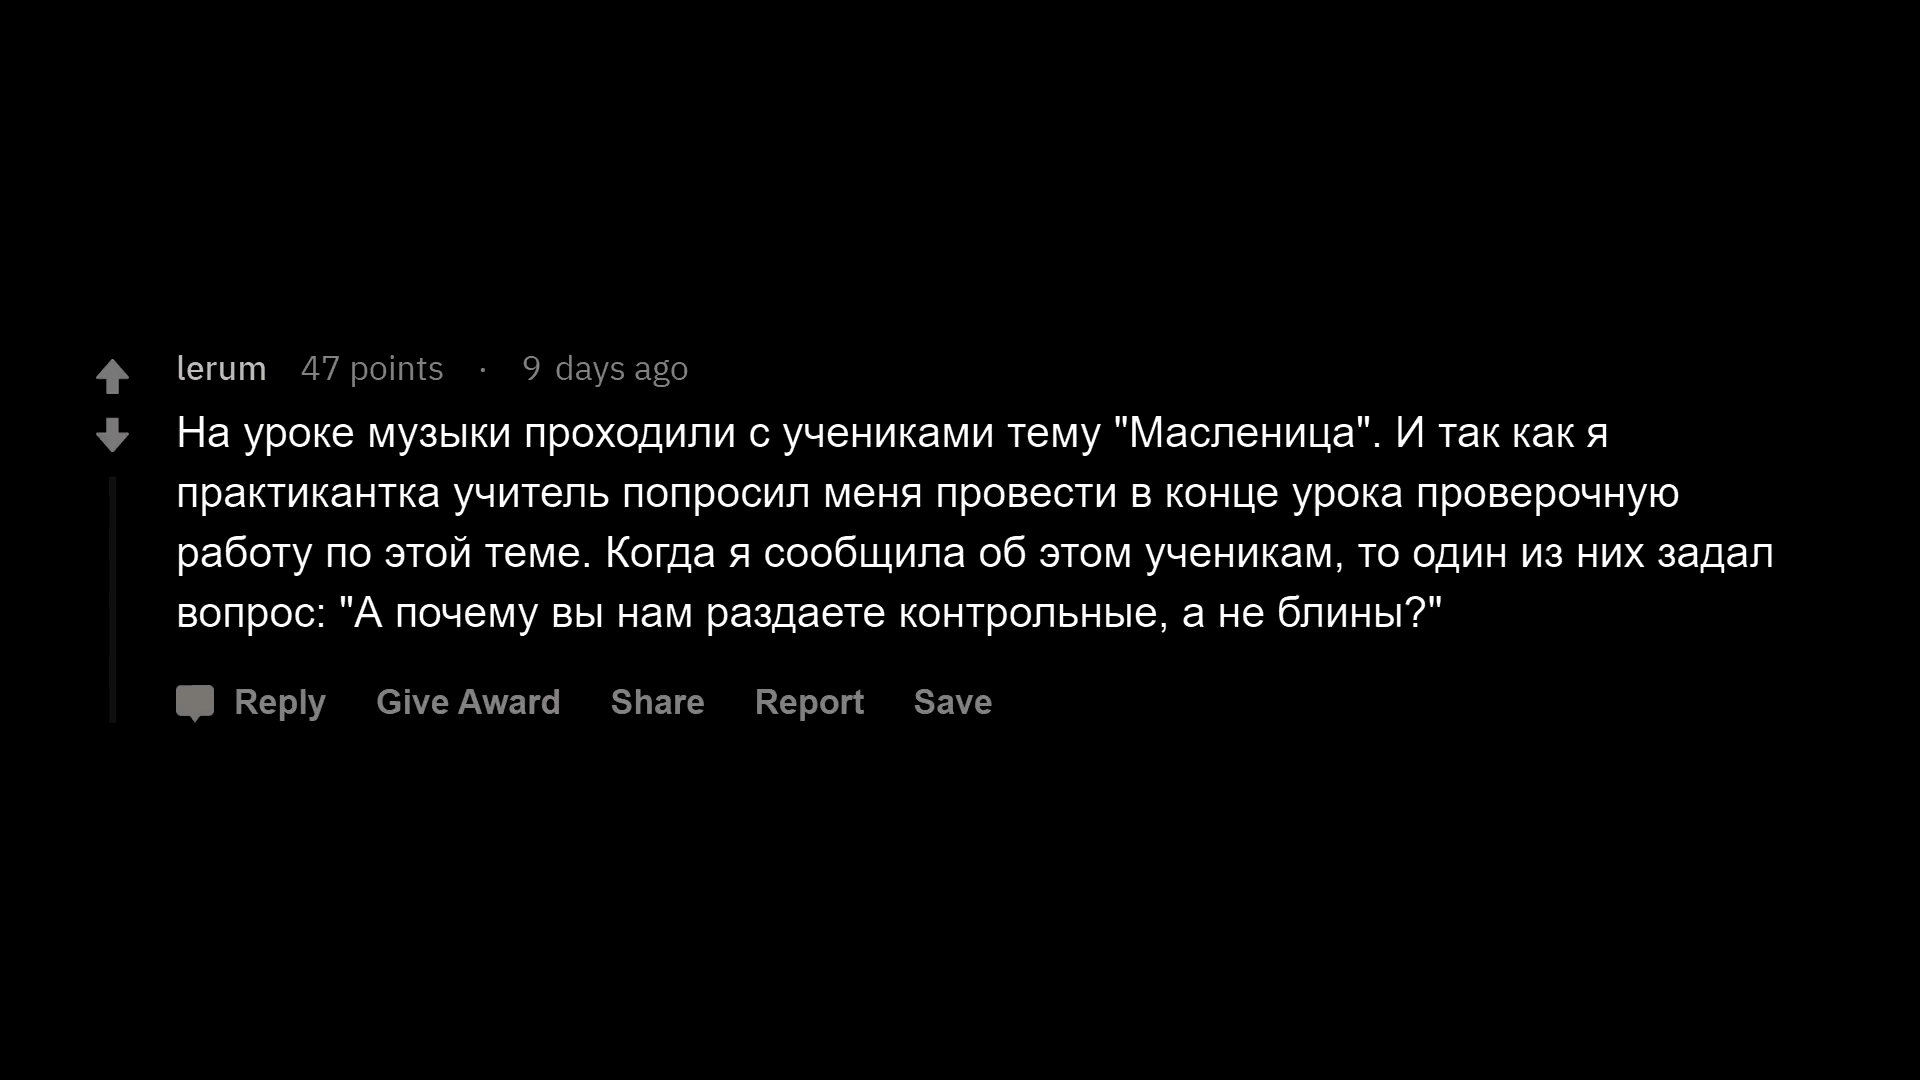 lerum 47 points · 9 days ago
На уроке музыки проходили с учениками тему "Масленица". И так как я
практикантка учитель попросил меня провести в конце урока проверочную
работу по этой теме. Когда я сообщила об этом ученикам, то один из них задал
вопрос: "А почему вы нам раздаете контрольные, а не блины?"
Reply Give Award Share Report Save